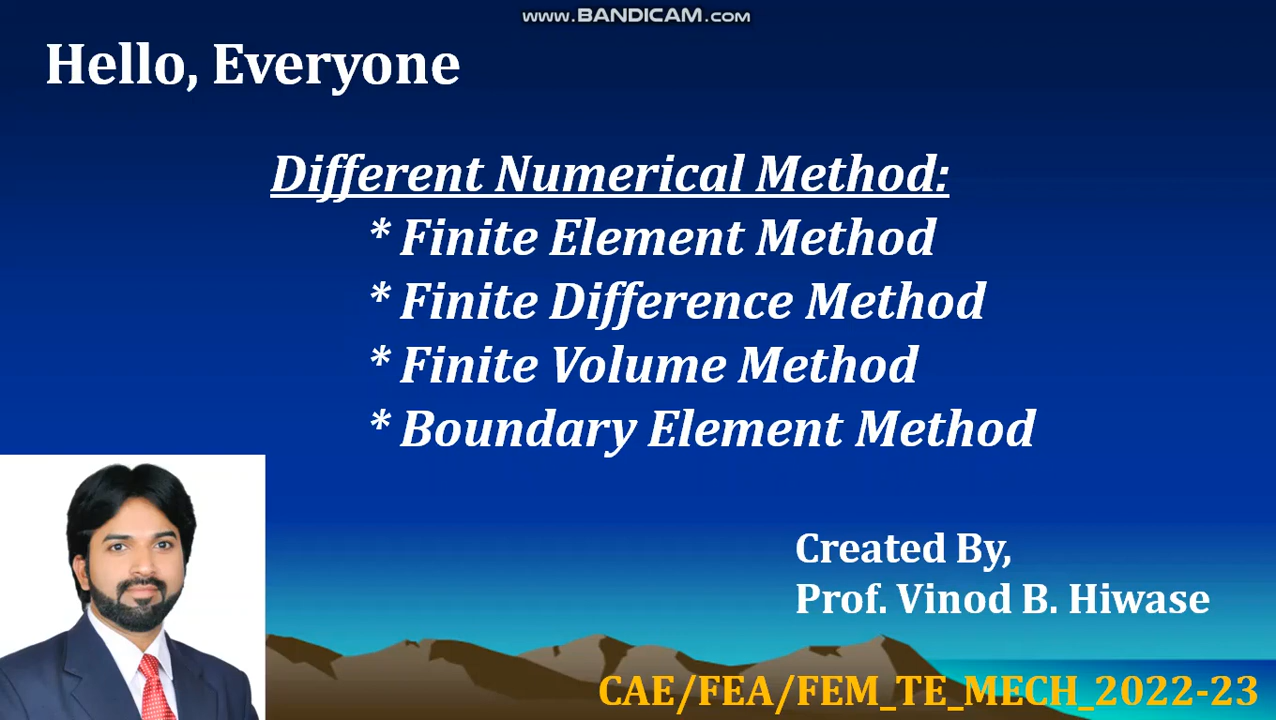 www.BANDICAM.com
Hello, Everyone
Different Numerical Method:
* Finite Element Method
* Finite Difference Method
* Finite Volume Method
* Boundary Element Method
Created By,
Prof. Vinod B. Hiwase
CAE/FEA/FEM_TE_MECH_2022-23